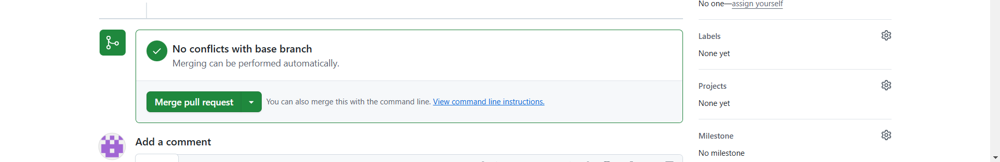 No one—assign yourself
No conflicts with base branch
Merging can be performed automatically.
Merge pull request
You can also merge this with the command line. View command line instructions.
Add a comment
Labels
None yet
Projects
None yet
Milestone
No milestone